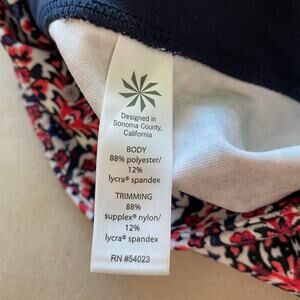 Designed in
Sonoma County,
California
BODY
88% polyester/
12%
lycra® spandex
TRIMMING
88%
supplex® nylon/
12%
lycra® spandex
RN #54023